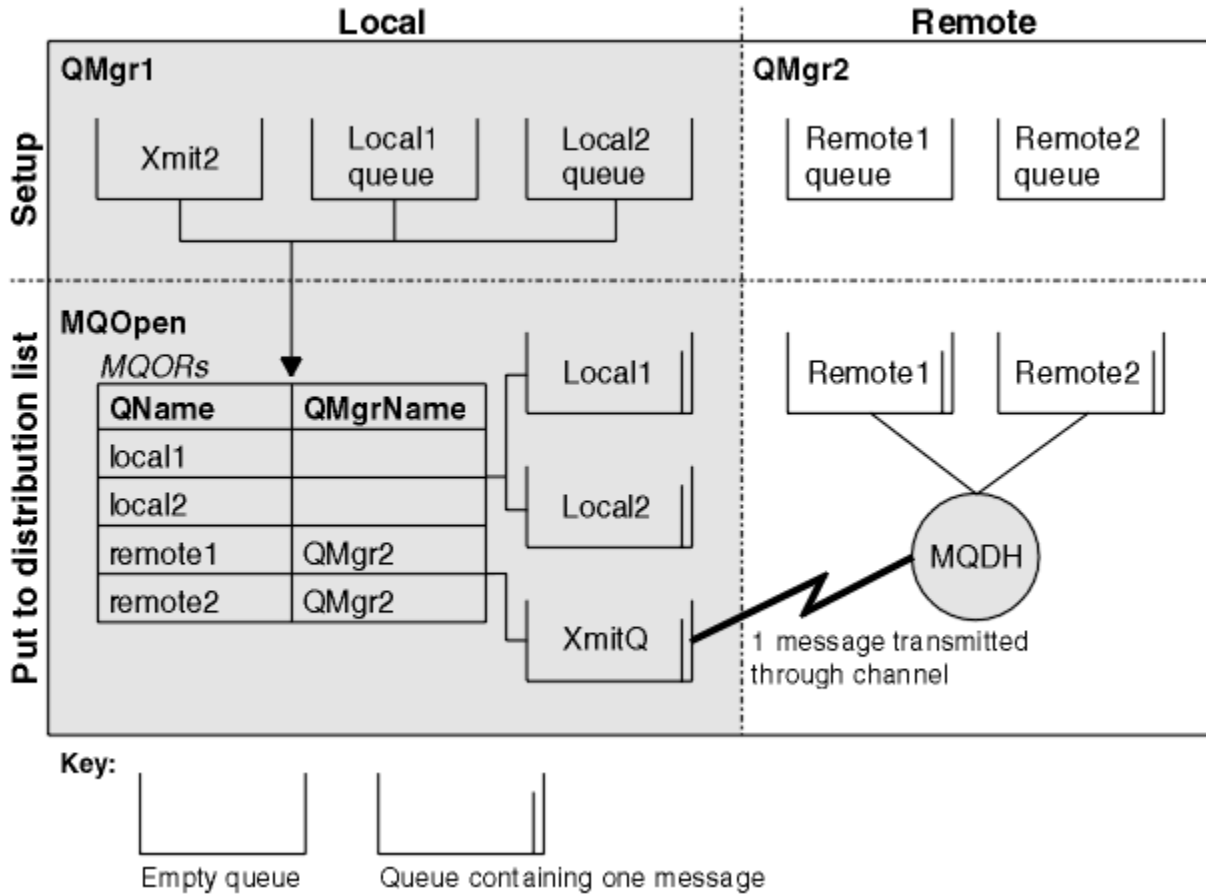 Local
Remote
Setup
QMgr1
Xmit2
Local1
queue
Local2
queue
QMgr2
Remote1
queue
Remote2
queue
Put to distribution list
MQOpen
MQORs
QName QMgrName
local1
local2
remote1 QMgr2
remote2 QMgr2
Local1
Local2
XmitQ
Remote1
Remote2
MQDH
1 message transmitted
through channel
Key:
Empty queue
Queue containing one message